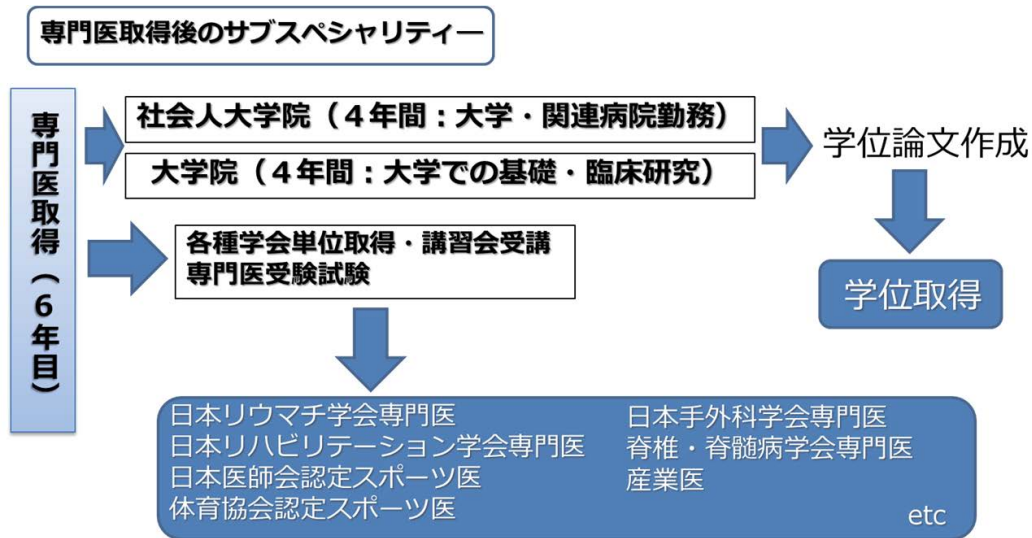 専門医取得後のサブスペシャリティ―
専門医取得（６年目）
社会人大学院（４年間：大学・関連病院勤務）
大学院（４年間：大学での基礎・臨床研究）
学位論文作成
学位取得
各種学会単位取得・講習会受講
専門医受験試験
日本リウマチ学会専門医
日本リハビリテーション学会専門医
日本医師会認定スポーツ医
体育協会認定スポーツ医
日本手外科学会専門医
脊椎・脊髄病学会専門医
産業医
etc